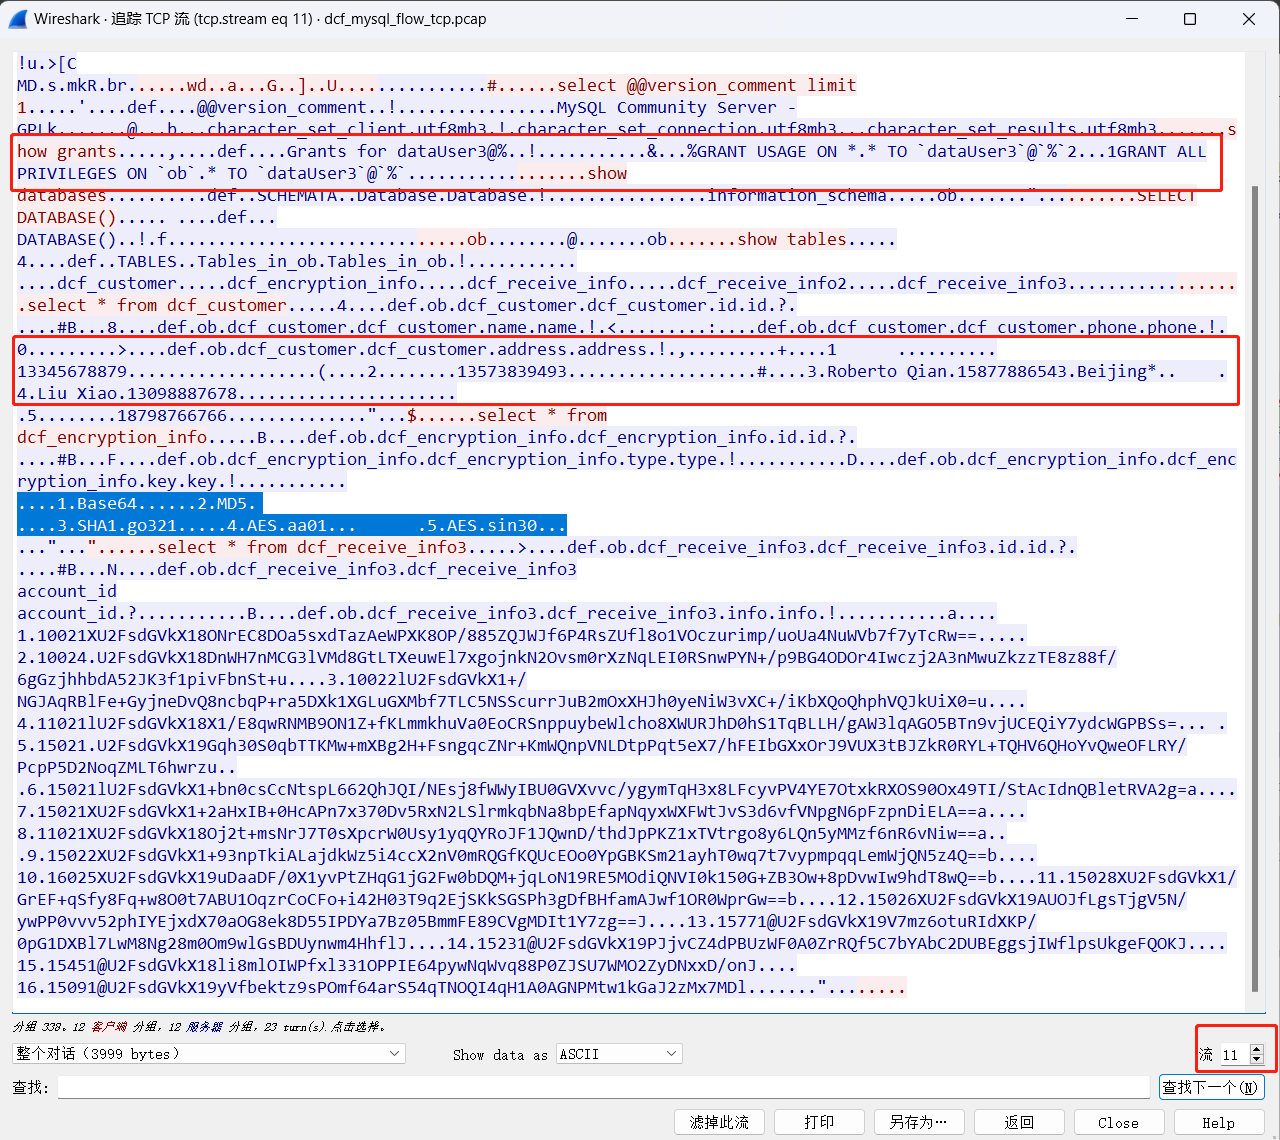 Wireshark · 追踪 TCP 流 (tcp.stream eq 11) · dcf_mysql_flow_tcp.pcap
!u.>[C
MD.s.mkR.br......wd..a...G..]..U...............#......select @@version_comment limit
1.....'....def....@@version_comment..!................MySQL Community Server -
GPLk.......@...b...character_set_client.utf8mb3.!.character_set_connection.utf8mb3...character_set_results.utf8mb3.......s
how grants.....,....def....Grants for dataUser3@%..!...........&...%GRANT USAGE ON *.* TO `dataUser3`@`%`2...1GRANT ALL
PRIVILEGES ON `ob`.* TO `dataUser3`@`%`..................show
databases..........def..SCHEMATA..Database.Database.!................information_schema.....ob.......".........SELECT
DATABASE()..... ....def...
DATABASE()..!.f..............................ob........@.......ob.......show tables.....
4....def..TABLES..Tables_in_ob.Tables_in_ob.!...........
....dcf_customer.....dcf_encryption_info.....dcf_receive_info.....dcf_receive_info2.....dcf_receive_info3.................
.select * from dcf_customer.....4....def.ob.dcf_customer.dcf_customer.id.id.?.
....#B...8....def.ob.dcf_customer.dcf_customer.name.name.!.<.........:....def.ob.dcf_customer.dcf_customer.phone.phone.!.
0.........>....def.ob.dcf_customer.dcf_customer.address.address.!.,.........+....1 ..........
13345678879...................(....2........13573839493...................#....3.Roberto Qian.15877886543.Beijing*.. .
4.Liu Xiao.13098887678......................
.5........18798766766.............."...$......select * from
dcf_encryption_info.....B....def.ob.dcf_encryption_info.dcf_encryption_info.id.id.?.
....#B...F....def.ob.dcf_encryption_info.dcf_encryption_info.type.type.!...........D....def.ob.dcf_encryption_info.dcf_enc
ryption_info.key.key.!...........
....1.Base64......2.MD5.
....3.SHA1.go321.....4.AES.aa01... .5.AES.sin30...
..."..."......select * from dcf_receive_info3.....>....def.ob.dcf_receive_info3.dcf_receive_info3.id.id.?.
....#B...N....def.ob.dcf_receive_info3.dcf_receive_info3
account_id
account_id.?...........B....def.ob.dcf_receive_info3.dcf_receive_info3.info.info.!...........a....
1.10021XU2FsdGVkX18ONrEC8DOa5sxdTazAeWPXK8OP/885ZQJWJf6P4RsZUfl8o1VOczurimp/uoUa4NuWVb7f7yTcRw==.....
2.10024.U2FsdGVkX18DnWH7nMCG3lVMd8GtLTXeuwEl7xgojnkN2Ovsm0rXzNqLEI0RSnwPYN+/p9BG4ODOr4Iwczj2A3nMwuZkzzTE8z88f/
6gGzjhhbdA52JK3f1pivFbnSt+u....3.10022lU2FsdGVkX1+/
NGJAqRBlFe+GyjneDvQ8ncbqP+ra5DXk1XGLuGXMbf7TLC5NSScurrJuB2mOxXHJh0yeNiW3vXC+/iKbXQoQhphVQJkUiX0=u....
4.11021lU2FsdGVkX18X1/E8qwRNMB9ON1Z+fKLmmkhuVa0EoCRSnppuybeWlcho8XWURJhD0hS1TqBLLH/gAW3lqAGO5BTn9vjUCEQiY7ydcWGPBSs=... .
5.15021.U2FsdGVkX19Gqh30S0qbTTKMw+mXBg2H+FsngqcZNr+KmWQnpVNLDtpPqt5eX7/hFEIbGXxOrJ9VUX3tBJZkR0RYL+TQHV6QHoYvQweOFLRY/
PcpP5D2NoqZMLT6hwrzu..
.6.15021lU2FsdGVkX1+bn0csCcNtspL662QhJQI/NEsj8fWWyIBU0GVXvvc/ygymTqH3x8LFcyvPV4YE7OtxkRXOS90Ox49TI/StAcIdnQBletRVA2g=a....
7.15021XU2FsdGVkX1+2aHxIB+0HcAPn7x370Dv5RxN2LSlrmkqbNa8bpEfapNqyxWXFWtJvS3d6vfVNpgN6pFzpnDiELA==a....
8.11021XU2FsdGVkX18Oj2t+msNrJ7T0sXpcrW0Usy1yqQYRoJF1JQwnD/thdJpPKZ1xTVtrgo8y6LQn5yMMzf6nR6vNiw==a..
.9.15022XU2FsdGVkX1+93npTkiALajdkWz5i4ccX2nV0mRQGfKQUcEOo0YpGBKSm21ayhT0wq7t7vypmpqqLemWjQN5z4Q==b....
10.16025XU2FsdGVkX19uDaaDF/0X1yvPtZHqG1jG2Fw0bDQM+jqLoN19RE5MOdiQNVI0k150G+ZB3Ow+8pDvwIw9hdT8wQ==b....11.15028XU2FsdGVkX1/
GrEF+qSfy8Fq+w8O0t7ABU1OqzrCoCFo+i42H03T9q2EjSKkSGSPh3gDfBHfamAJwf1OR0WprGw==b....12.15026XU2FsdGVkX19AUOJfLgsTjgV5N/
ywPP0vvv52phIYEjxdX70aOG8ek8D55IPDYa7Bz05BmmFE89CVgMDIt1Y7zg==J....13.15771@U2FsdGVkX19V7mz6otuRIdXKP/
0pG1DXBl7LwM8Ng28m0Om9wlGsBDUynwm4HhflJ....14.15231@U2FsdGVkX19PJjvCZ4dPBUzWF0A0ZrRQf5C7bYAbC2DUBEggsjIWflpsUkgeFQOKJ....
15.15451@U2FsdGVkX18li8mlOIWPfxl331OPPIE64pywNqWvq88P0ZJSU7WMO2ZyDNxxD/onJ....
16.15091@U2FsdGVkX19yVfbektz9sPOmf64arS54qTNOQI4qH1A0AGNPMtw1kGaJ2zMx7MDl.......".........
分组 339。12 客户端 分组，12 服务器 分组，23 turn(s).点击选择。
整个对话（3999 bytes） Show data as ASCII 流 11
查找： 查找下一个(N)
滤掉此流 打印 另存为… 返回 Close Help